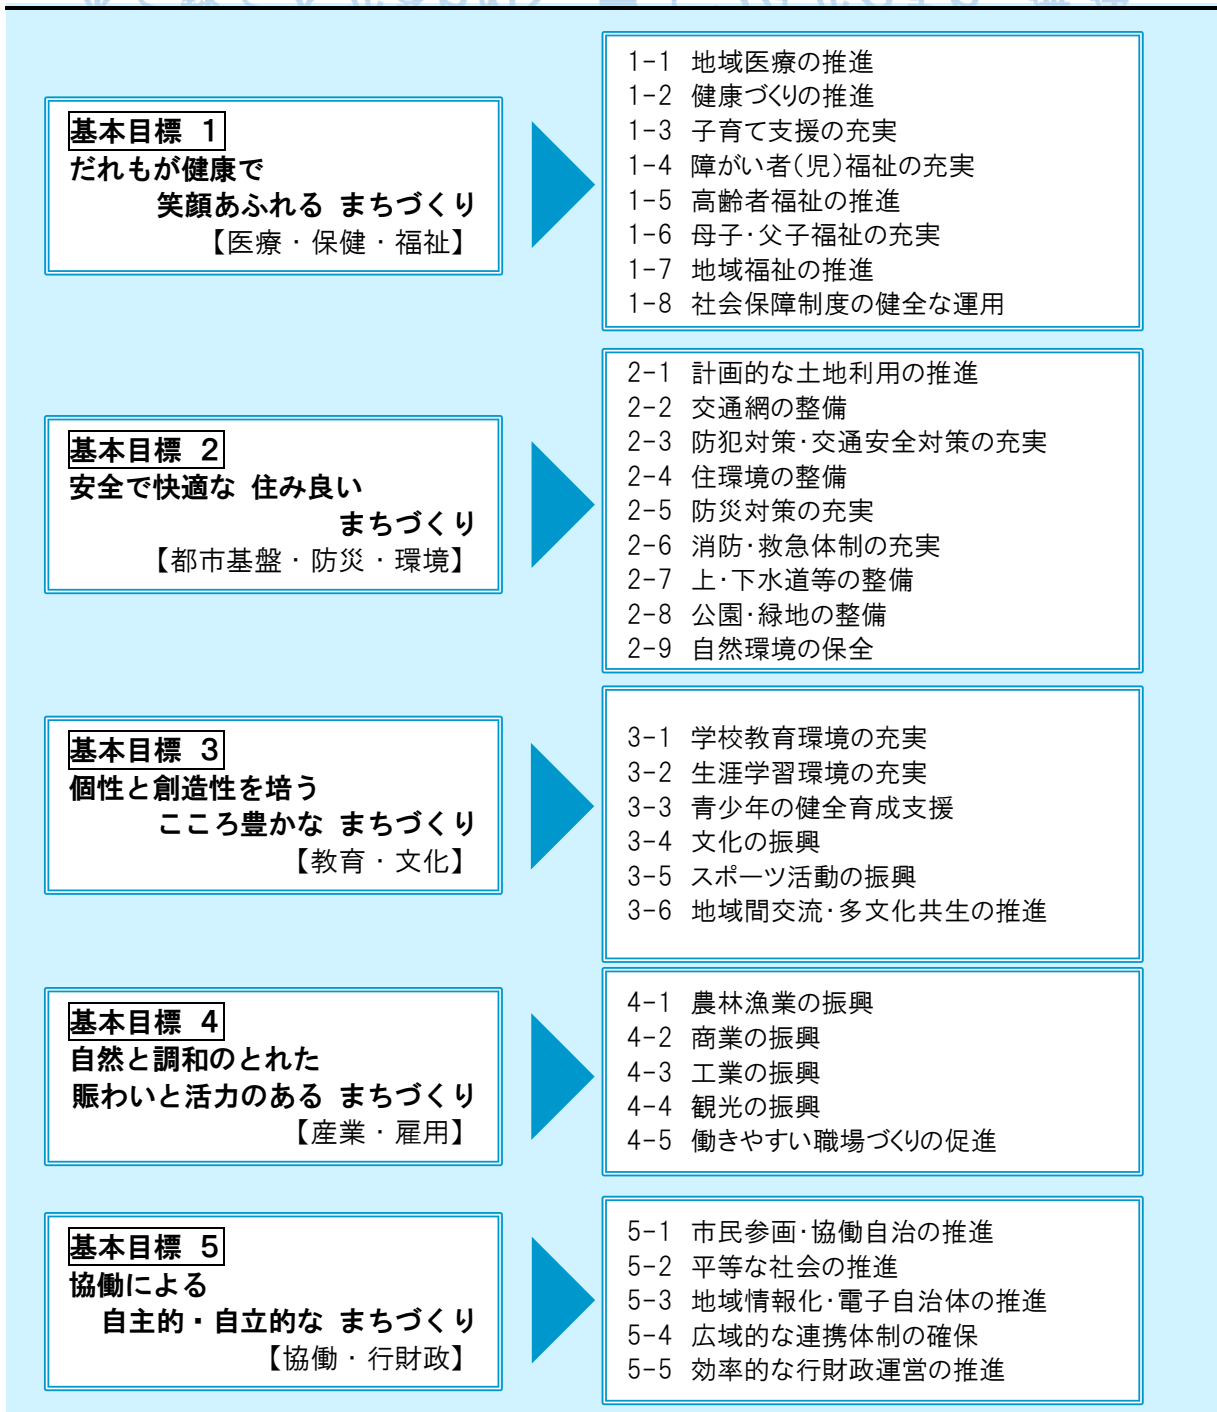 基本目標 1
だれもが健康で
笑顔あふれる まちづくり
【医療・保健・福祉】
1-1 地域医療の推進
1-2 健康づくりの推進
1-3 子育て支援の充実
1-4 障がい者(児)福祉の充実
1-5 高齢者福祉の推進
1-6 母子・父子福祉の充実
1-7 地域福祉の推進
1-8 社会保障制度の健全な運用
基本目標 2
安全で快適な 住み良い
まちづくり
【都市基盤・防災・環境】
2-1 計画的な土地利用の推進
2-2 交通網の整備
2-3 防犯対策・交通安全対策の充実
2-4 住環境の整備
2-5 防災対策の充実
2-6 消防・救急体制の充実
2-7 上・下水道等の整備
2-8 公園・緑地の整備
2-9 自然環境の保全
基本目標 3
個性と創造性を培う
こころ豊かな まちづくり
【教育・文化】
3-1 学校教育環境の充実
3-2 生涯学習環境の充実
3-3 青少年の健全育成支援
3-4 文化の振興
3-5 スポーツ活動の振興
3-6 地域間交流・多文化共生の推進
基本目標 4
自然と調和のとれた
賑わいと活力のある まちづくり
【産業・雇用】
4-1 農林漁業の振興
4-2 商業の振興
4-3 工業の振興
4-4 観光の振興
4-5 働きやすい職場づくりの促進
基本目標 5
協働による
自主的・自立的な まちづくり
【協働・行財政】
5-1 市民参画・協働自治の推進
5-2 平等な社会の推進
5-3 地域情報化・電子自治体の推進
5-4 広域的な連携体制の確保
5-5 効率的な行財政運営の推進